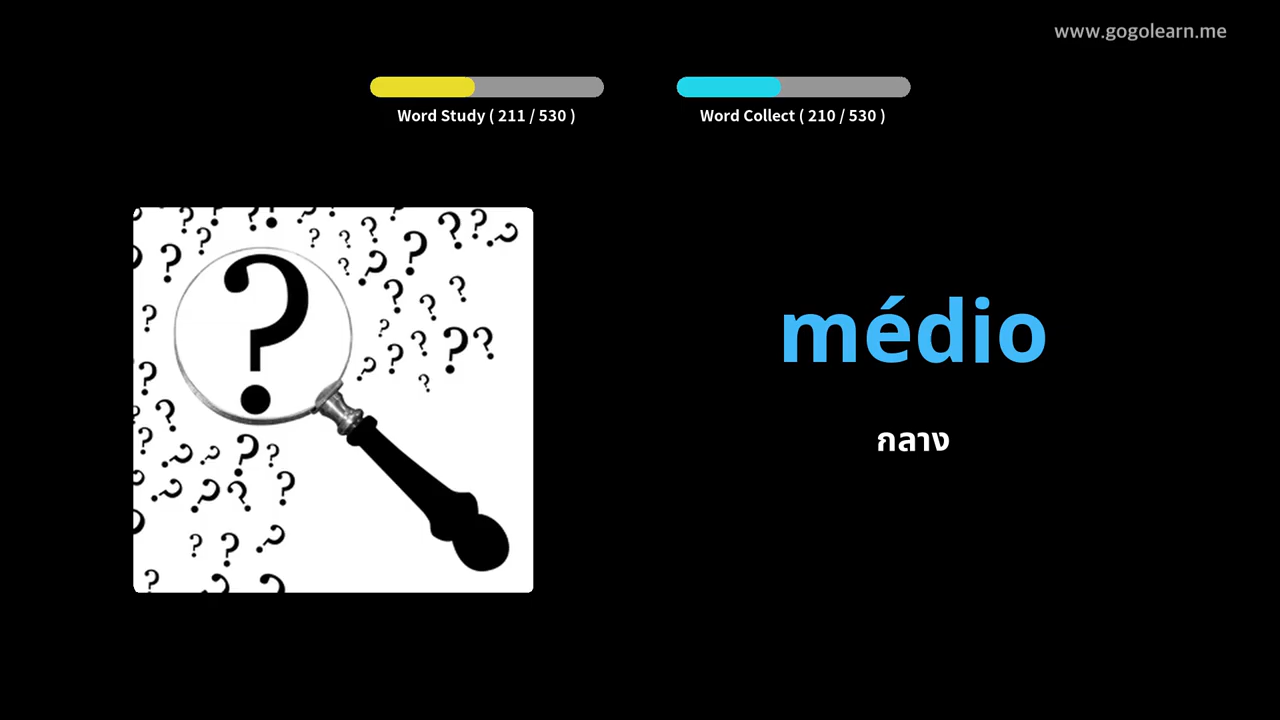 www.gogolearn.me
Word Study ( 211 / 530 )
Word Collect ( 210 / 530 )
médio
กลาง